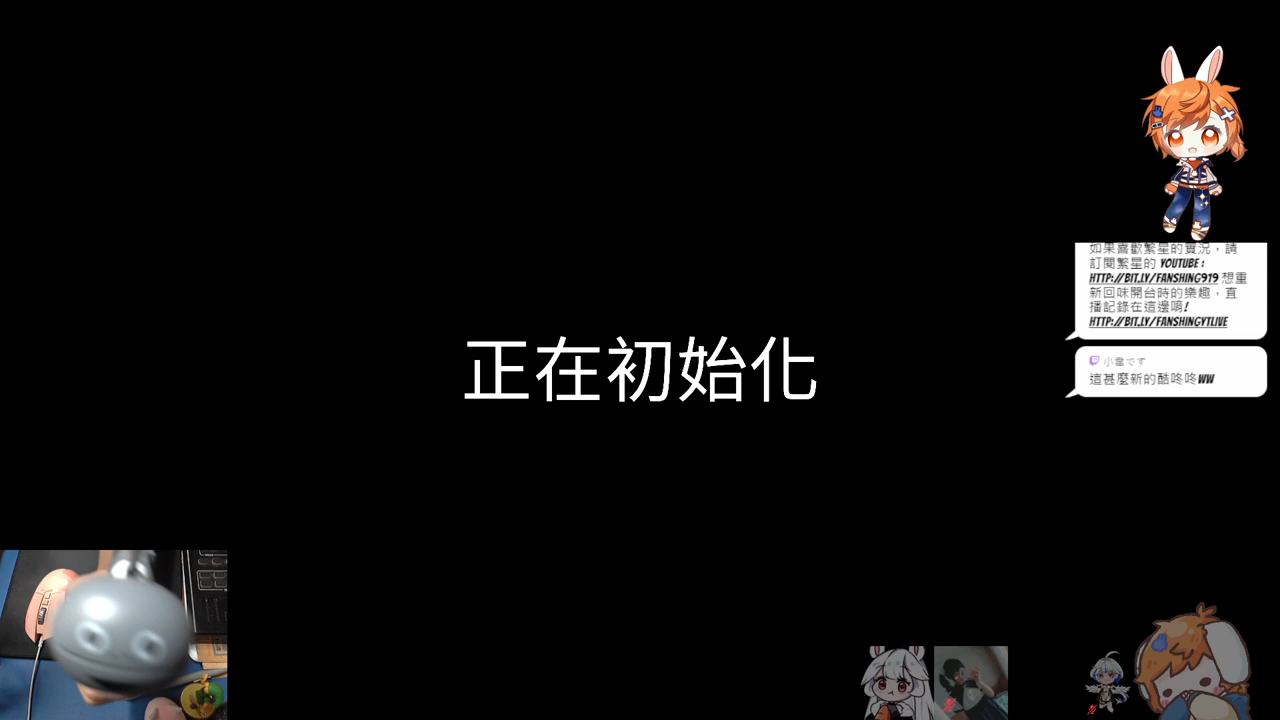 如果喜歡繁星的實況，請
訂閱繁星的 YOUTUBE：
HTTP://BIT.LY/FANSHING919 想重
新回味開台時的樂趣，直
播記錄在這邊唷!
HTTP://BIT.LY/FANSHINGYTLIVE
正在初始化
小韋です
這甚麼新的酷咚咚WW